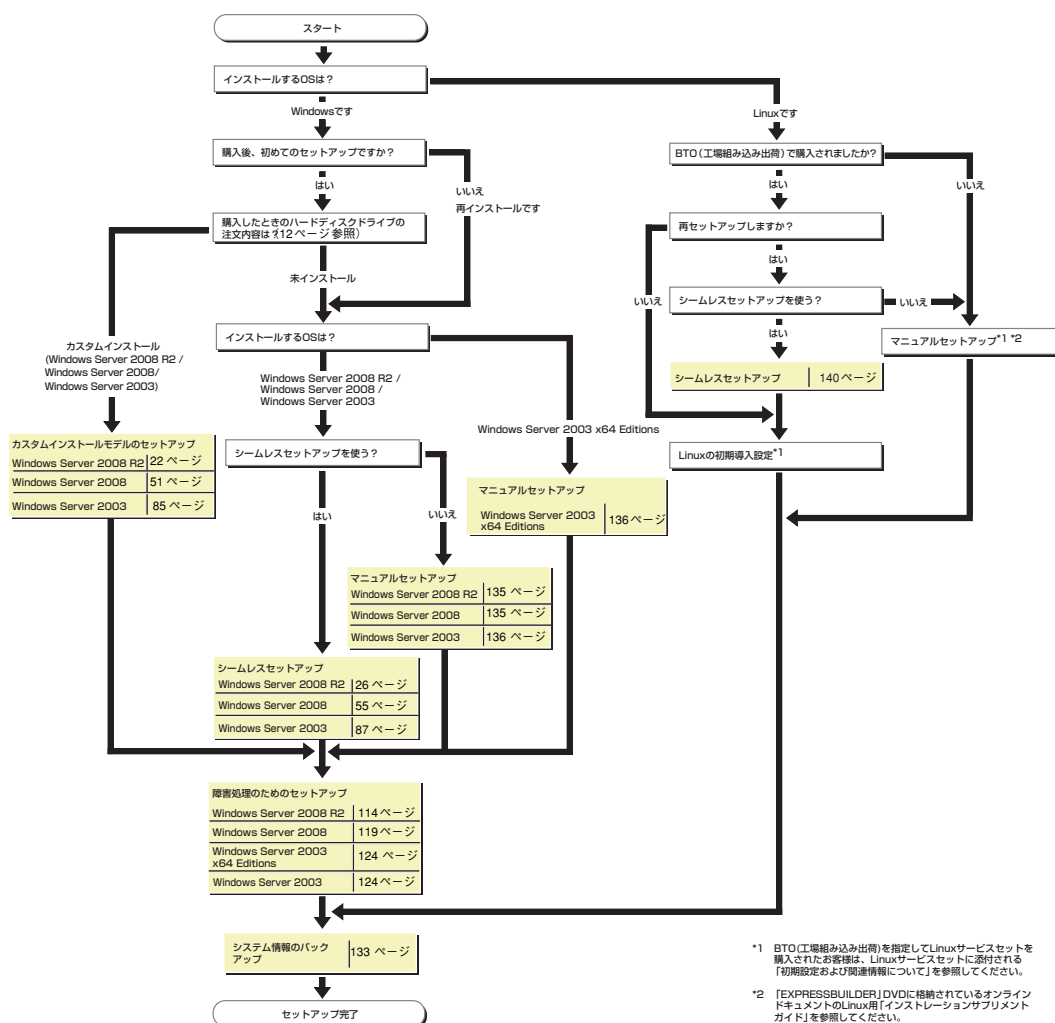 スタート
インストールするOSは？
Windowsです
Linuxです
購入後、初めてのセットアップですか？
BTO（工場組み込み出荷）で購入されましたか？
はい
いいえ
再インストールです
はい
いいえ
購入したときのハードディスクドライブの
注文内容は？（12ページ参照）
再セットアップしますか？
未インストール
はい
いいえ
シームレスセットアップを使う？
いいえ
カスタムインストール
(Windows Server 2008 R2 /
Windows Server 2008/
Windows Server 2003)
インストールするOSは？
はい
マニュアルセットアップ*1 *2
Windows Server 2008 R2 /
Windows Server 2008 /
Windows Server 2003
シームレスセットアップ 140ページ
Windows Server 2003 x64 Editions
カスタムインストールモデルのセットアップ
Windows Server 2008 R2 22 ページ
Windows Server 2008 51 ページ
Windows Server 2003 85 ページ
シームレスセットアップを使う？
Linuxの初期導入設定*1
マニュアルセットアップ
Windows Server 2003
x64 Editions 136ページ
はい
いいえ
マニュアルセットアップ
Windows Server 2008 R2 135 ページ
Windows Server 2008 135 ページ
Windows Server 2003 136 ページ
シームレスセットアップ
Windows Server 2008 R2 26 ページ
Windows Server 2008 55 ページ
Windows Server 2003 87 ページ
障害処理のためのセットアップ
Windows Server 2008 R2 114ページ
Windows Server 2008 119ページ
Windows Server 2003
x64 Editions 124 ページ
Windows Server 2003 124ページ
システム情報のバック
アップ 133 ページ
セットアップ完了
*1 BTO(工場組み込み出荷)を指定してLinuxサービスセットを
購入されたお客様は、Linuxサービスセットに添付される
「初期設定および関連情報について」を参照してください。
*2 「EXPRESSBUILDER」DVDに格納されているオンライン
ドキュメントのLinux用「インストレーションサプリメント
ガイド」を参照してください。